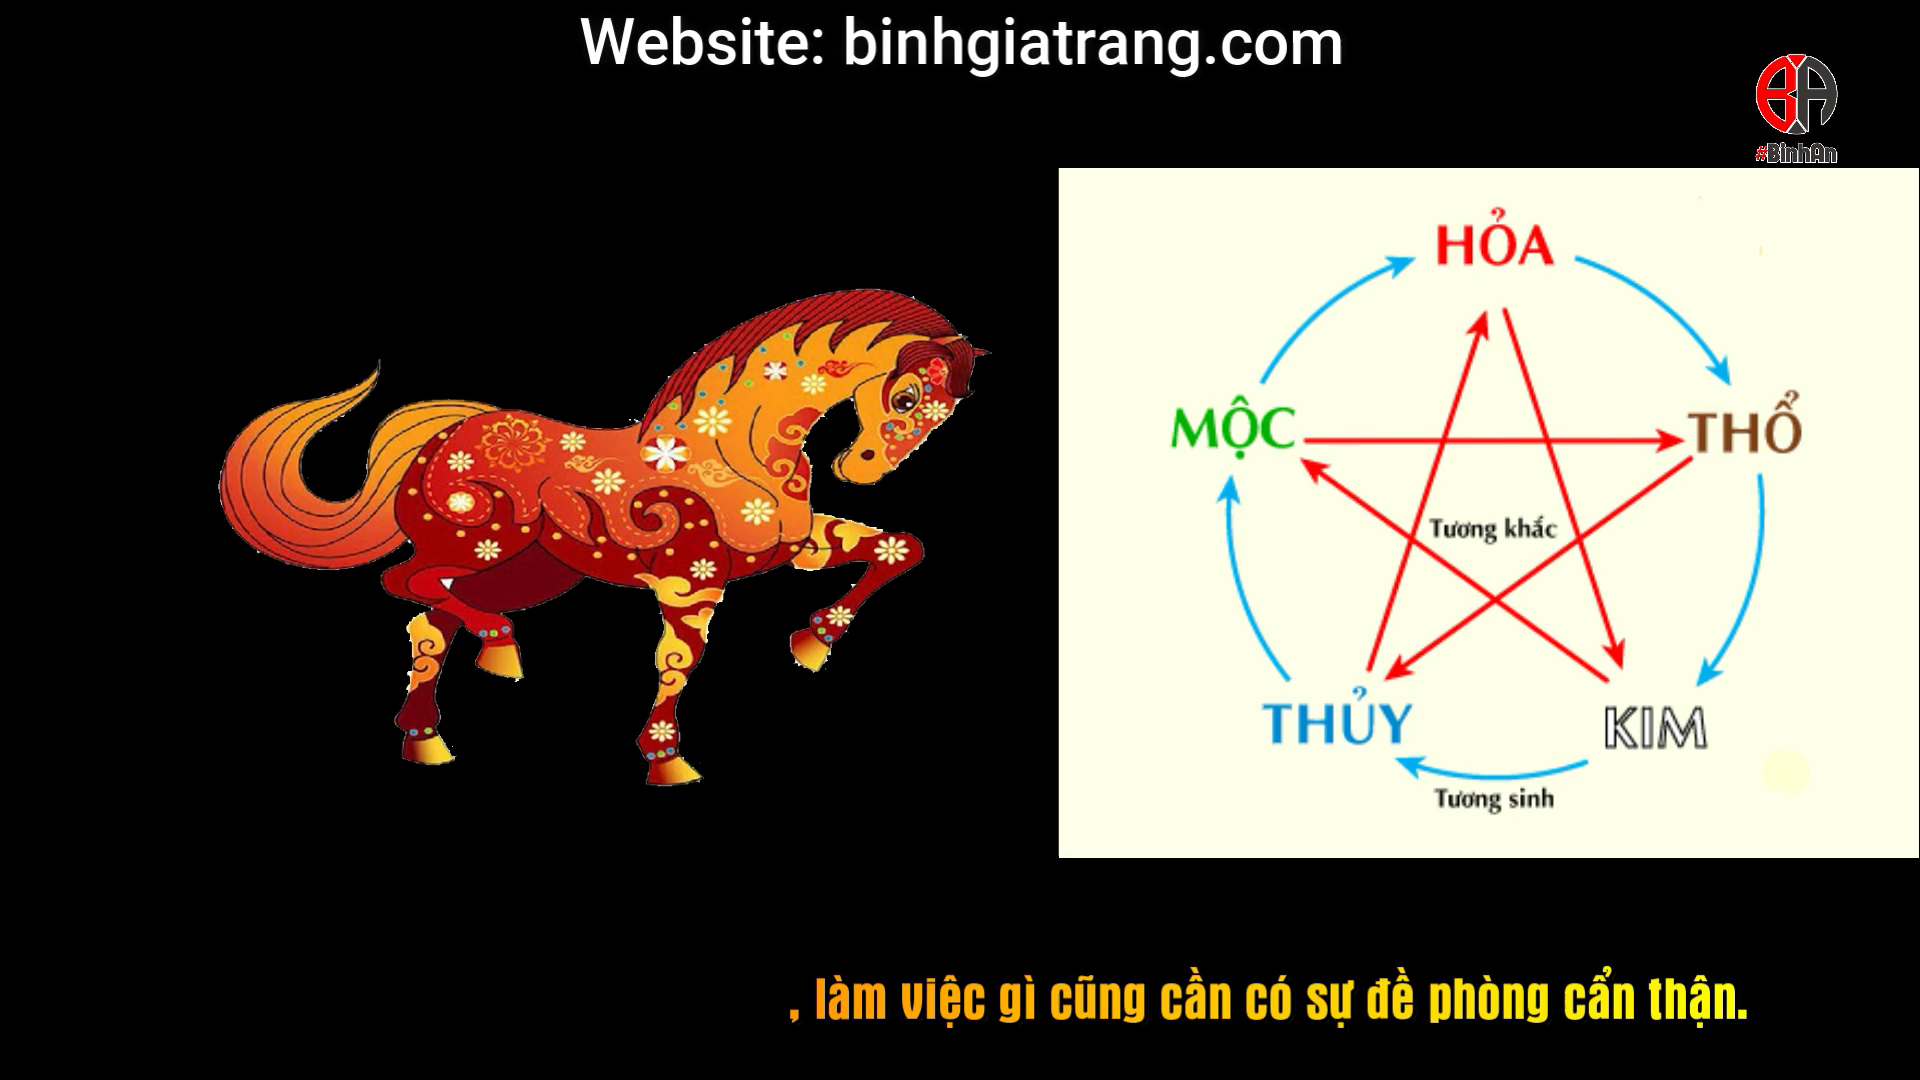 Website: binhgiatrang.com
BA
#BinhAn
HỎA
MỘC
THỔ
Tương khắc
THỦY
KIM
Tương sinh
, làm việc gì cũng cần có sự đề phòng cẩn thận.